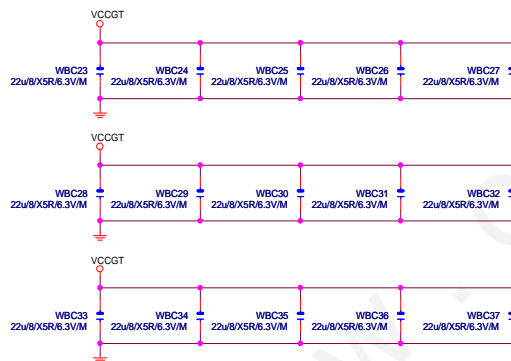 VCCGT
WBC23 WBC24 WBC25 WBC26 WBC27
22u/8/X5R/6.3V/M 22u/8/X5R/6.3V/M 22u/8/X5R/6.3V/M 22u/8/X5R/6.3V/M 22u/8/X5R/6.3V/M
VCCGT
WBC28 WBC29 WBC30 WBC31 WBC32
22u/8/X5R/6.3V/M 22u/8/X5R/6.3V/M 22u/8/X5R/6.3V/M 22u/8/X5R/6.3V/M 22u/8/X5R/6.3V/M
VCCGT
WBC33 WBC34 WBC35 WBC36 WBC37
22u/8/X5R/6.3V/M 22u/8/X5R/6.3V/M 22u/8/X5R/6.3V/M 22u/8/X5R/6.3V/M 22u/8/X5R/6.3V/M